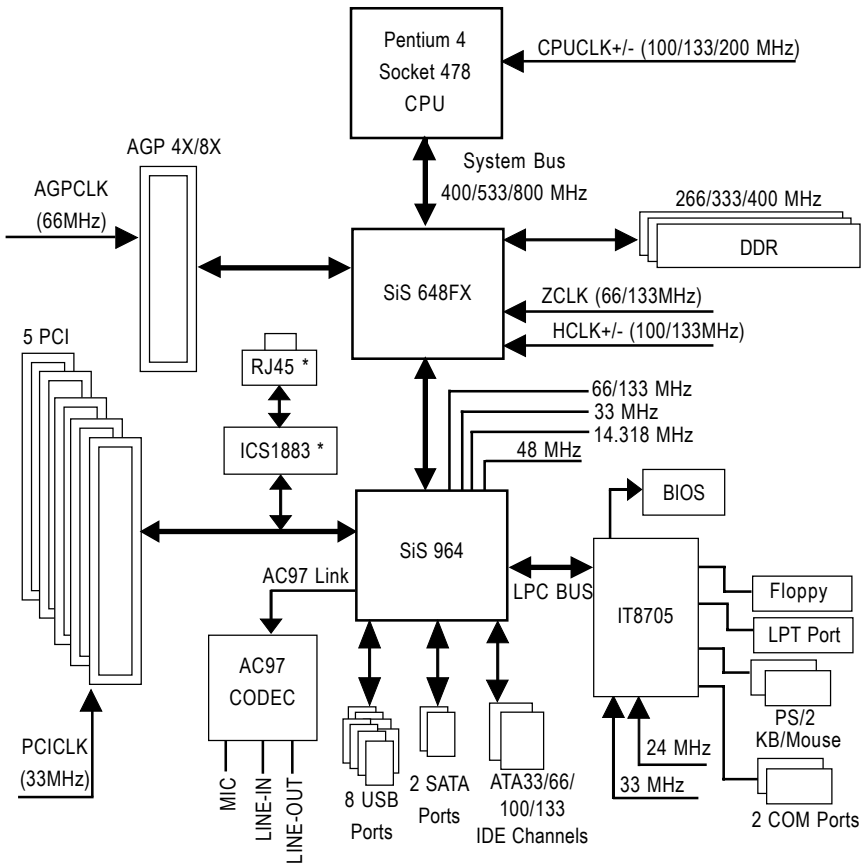 Pentium 4
Socket 478
CPU
CPUCLK+/- (100/133/200 MHz)
AGP 4X/8X
System Bus
400/533/800 MHz
AGPCLK
(66MHz)
266/333/400 MHz
DDR
SiS 648FX
ZCLK (66/133MHz)
HCLK+/- (100/133MHz)
5 PCI
RJ45 *
66/133 MHz
33 MHz
14.318 MHz
48 MHz
ICS1883 *
BIOS
SiS 964
AC97 Link
LPC BUS
IT8705
Floppy
LPT Port
AC97
CODEC
PS/2
KB/Mouse
PCICLK
(33MHz)
24 MHz
33 MHz
MIC
LINE-IN
LINE-OUT
8 USB
Ports
2 SATA
Ports
ATA33/66/
100/133
IDE Channels
2 COM Ports